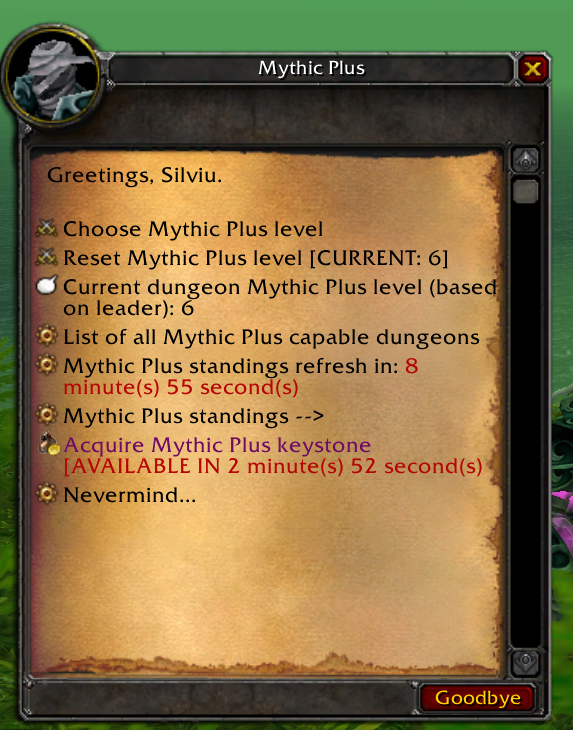 Mythic Plus
Greetings, Silviu.
Choose Mythic Plus level
Reset Mythic Plus level [CURRENT: 6]
Current dungeon Mythic Plus level (based
on leader): 6
List of all Mythic Plus capable dungeons
Mythic Plus standings refresh in: 8
minute(s) 55 second(s)
Mythic Plus standings -->
Acquire Mythic Plus keystone
[AVAILABLE IN 2 minute(s) 52 second(s)
Nevermind...
Goodbye